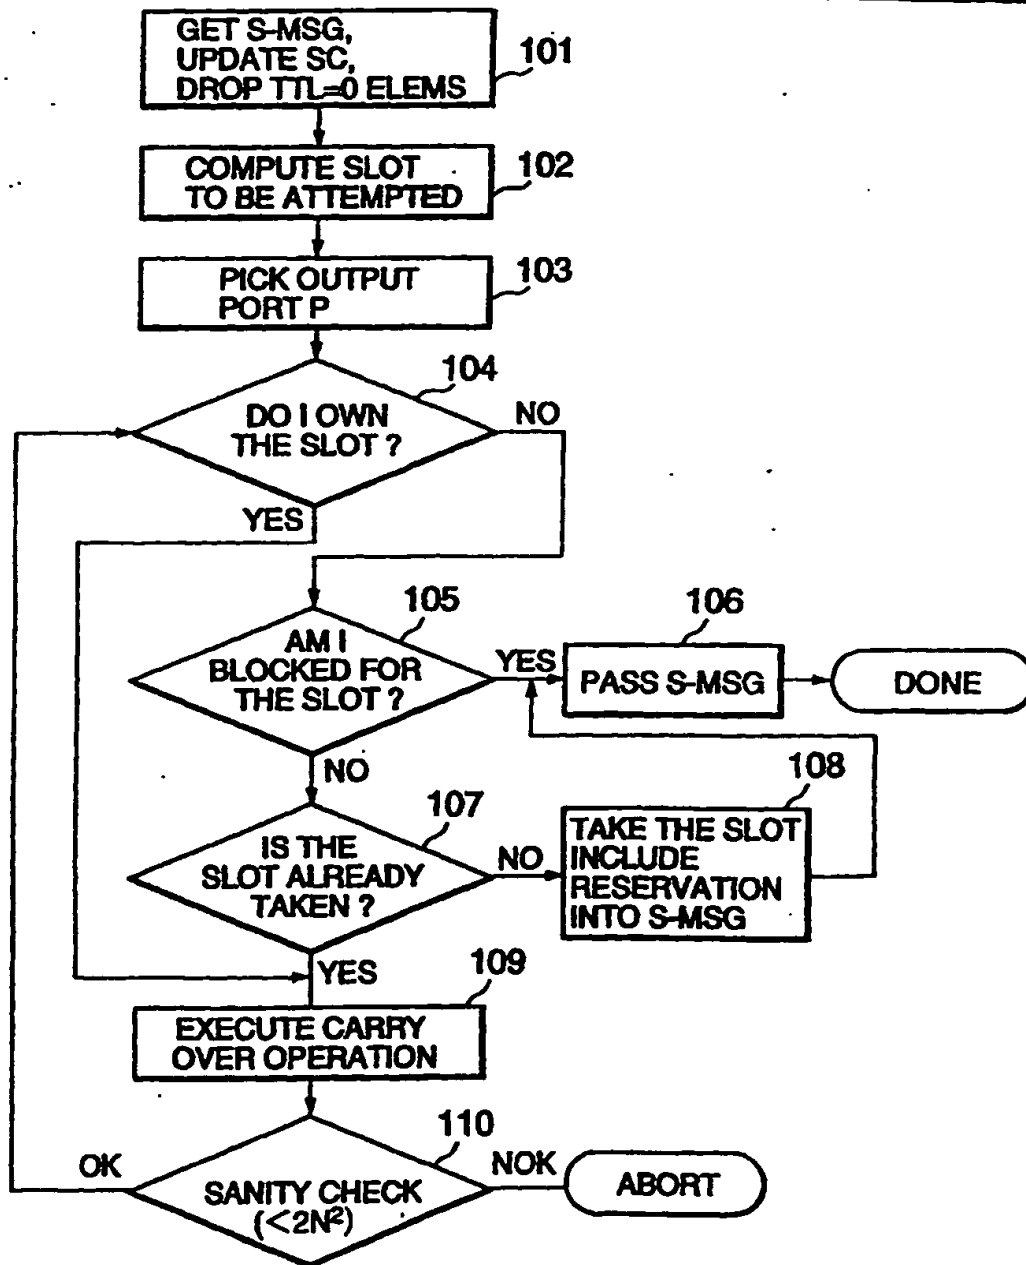 GET S-MSG,
UPDATE SC,
DROP TTL=0 ELEMS
101
COMPUTE SLOT
TO BE ATTEMPTED
102
PICK OUTPUT
PORT P
103
104
DO I OWN
THE SLOT ?
NO
YES
105
AM I
BLOCKED FOR
THE SLOT ?
YES
106
PASS S-MSG
DONE
NO
107
IS THE
SLOT ALREADY
TAKEN ?
NO
108
TAKE THE SLOT
INCLUDE
RESERVATION
INTO S-MSG
YES
109
EXECUTE CARRY
OVER OPERATION
110
OK
SANITY CHECK
(<2N²)
NOK
ABORT